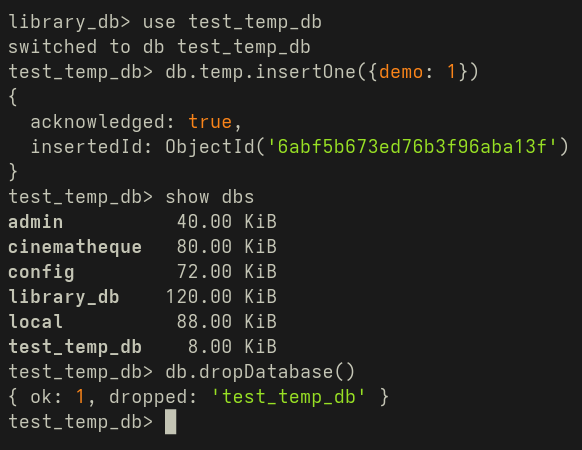 library_db> use test_temp_db
switched to db test_temp_db
test_temp_db> db.temp.insertOne({demo: 1})
{
  acknowledged: true,
  insertedId: ObjectId('6abf5b673ed76b3f96aba13f')
}
test_temp_db> show dbs
admin          40.00 KiB
cinematheque   80.00 KiB
config         72.00 KiB
library_db    120.00 KiB
local          88.00 KiB
test_temp_db    8.00 KiB
test_temp_db> db.dropDatabase()
{ ok: 1, dropped: 'test_temp_db' }
test_temp_db>